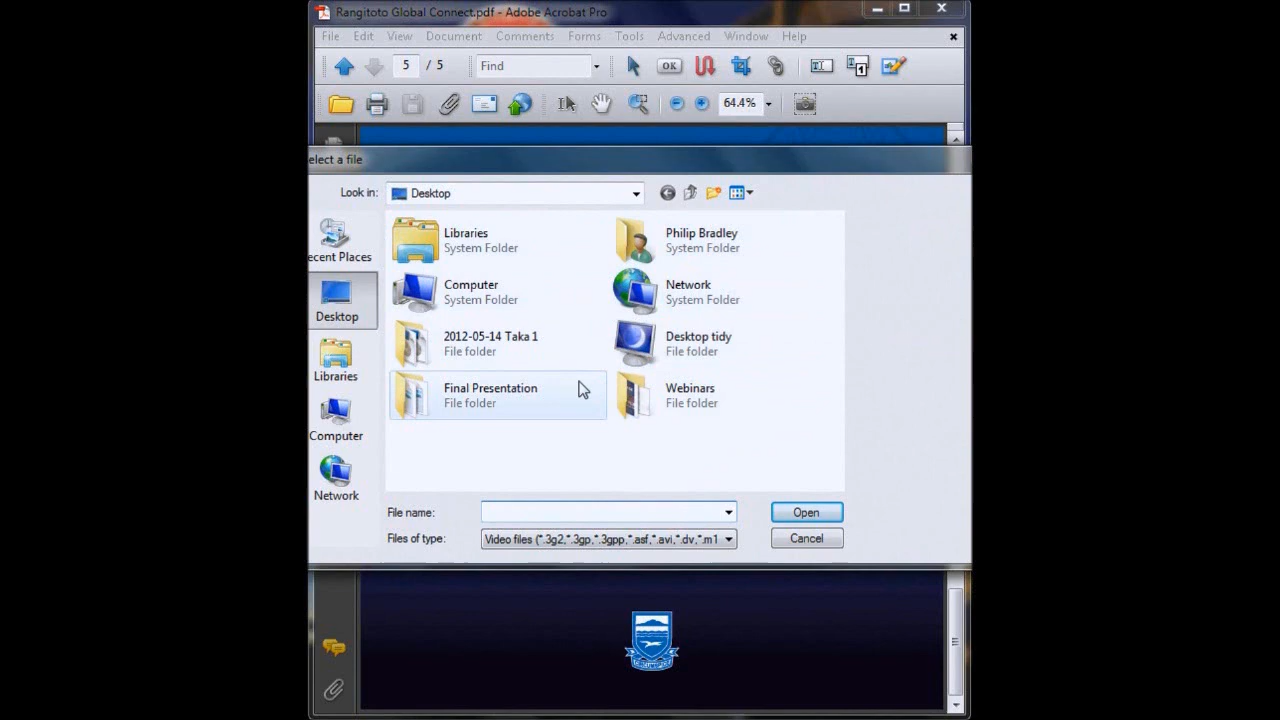 Rangitoto Global Connect.pdf - Adobe Acrobat Pro
File Edit View Document Comments Forms Tools Advanced Window Help
5 / 5 Find OK 1
64.4%
elect a file
Look in: Desktop
Libraries
System Folder
Philip Bradley
System Folder
Computer
System Folder
Network
System Folder
2012-05-14 Taka 1
File folder
Desktop tidy
File folder
Final Presentation
File folder
Webinars
File folder
ecent Places
Desktop
Libraries
Computer
Network
File name: Open
Files of type: Video files (*.3g2,*.3gp,*.3gpp,*.asf,*.avi,*.dv,*.m1 Cancel